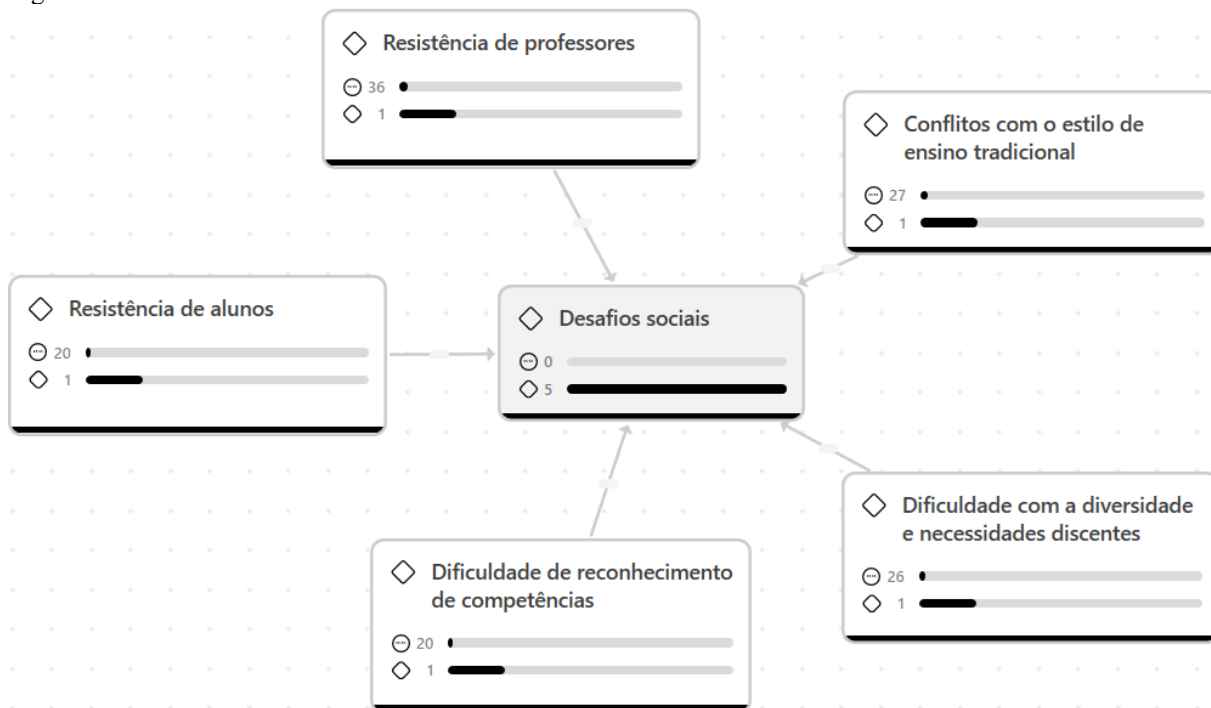 Resistência de professores
36
1
Conflitos com o estilo de
ensino tradicional
27
1
Resistência de alunos
20
1
Desafios sociais
0
5
Dificuldade com a diversidade
e necessidades discentes
26
1
Dificuldade de reconhecimento
de competências
20
1